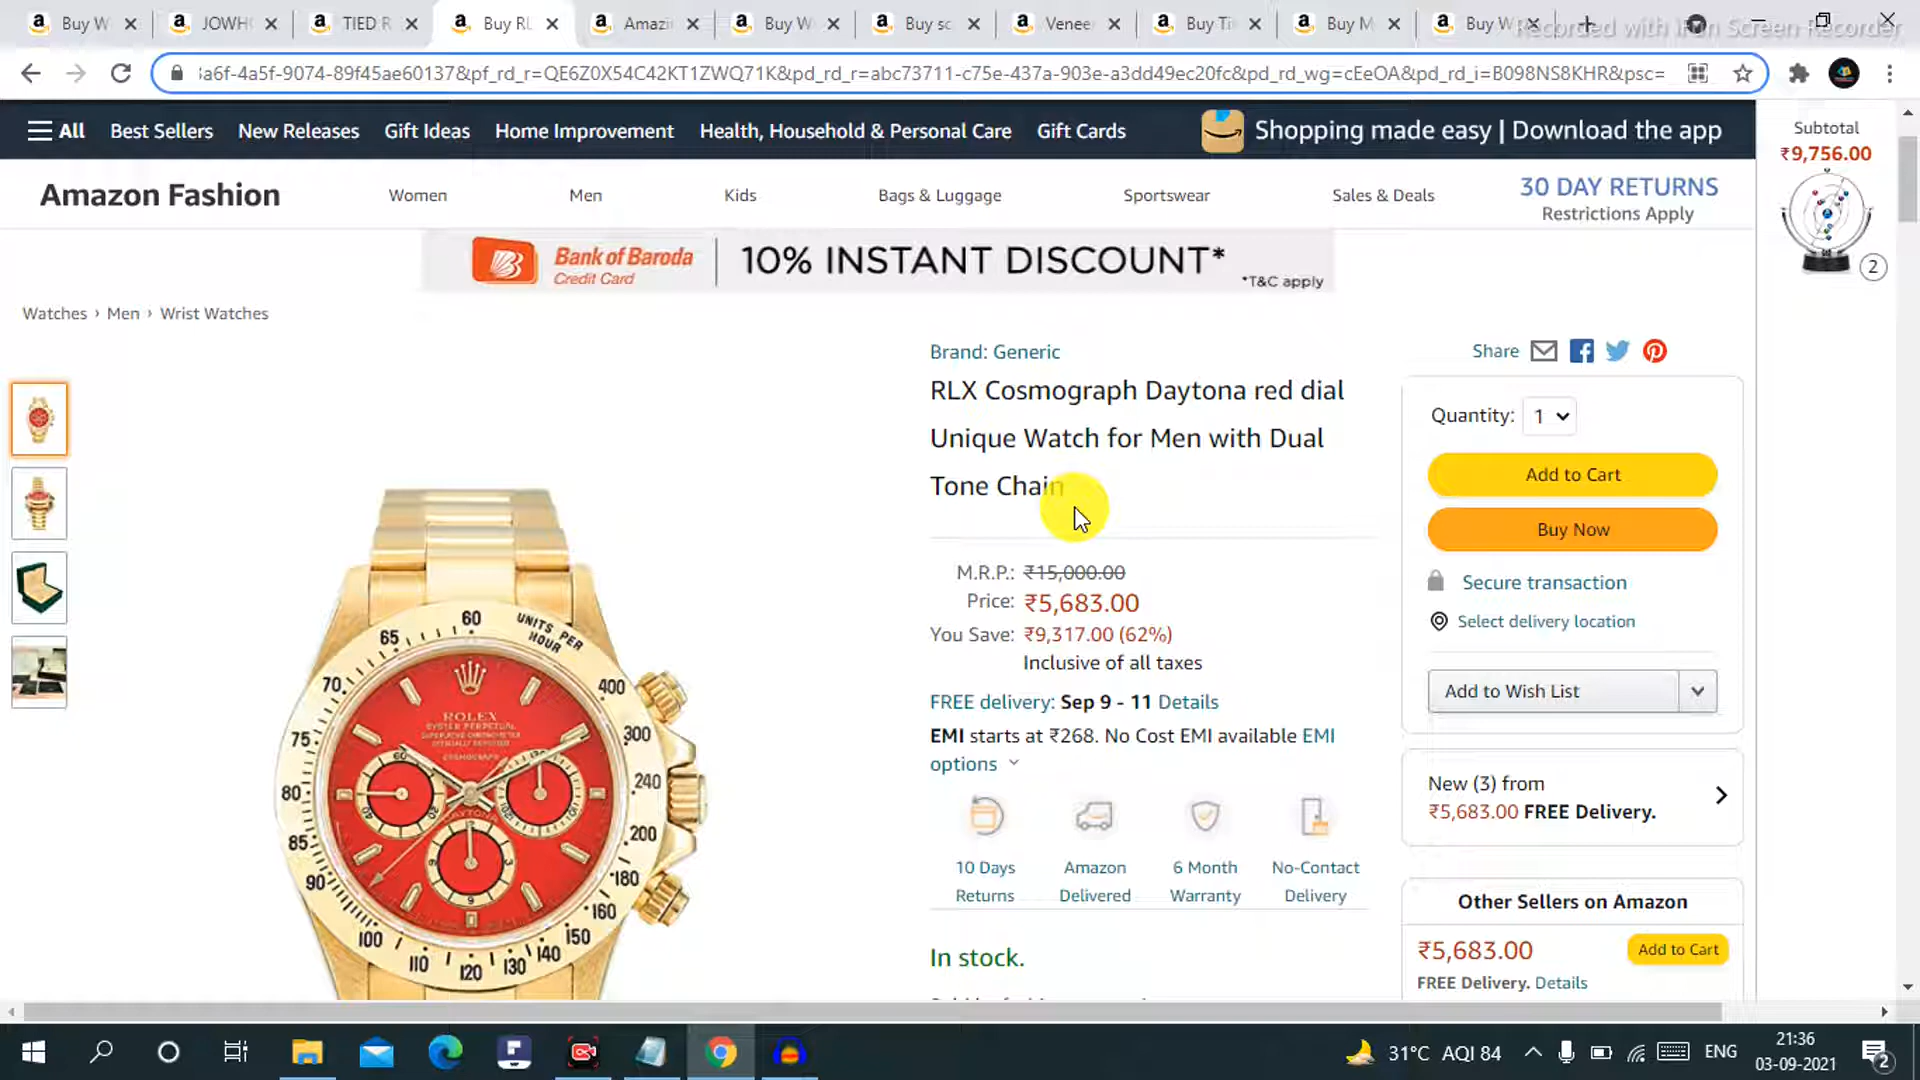 Buy W
JOWH
TIED R
Buy RL
Amazi
Buy W
Buy sc
Venee
Buy Ti
Buy M
Buy W
Recorded with iFun Screen Recorder
3a6f-4a5f-9074-89f45ae60137&pf_rd_r=QE6Z0X54C42KT1ZWQ71K&pd_rd_r=abc73711-c75e-437a-903e-a3dd49ec20fc&pd_rd_wg=cEeOA&pd_rd_i=B098NS8KHR&psc=
All Best Sellers New Releases Gift Ideas Home Improvement Health, Household & Personal Care Gift Cards
Shopping made easy | Download the app
Subtotal
₹9,756.00
2
Amazon Fashion
Women Men Kids Bags & Luggage Sportswear Sales & Deals
30 DAY RETURNS
Restrictions Apply
Bank of Baroda
Credit Card
10% INSTANT DISCOUNT*
*T&C apply
Watches › Men › Wrist Watches
Brand: Generic
RLX Cosmograph Daytona red dial
Unique Watch for Men with Dual
Tone Chain
M.R.P.: ₹15,000.00
Price: ₹5,683.00
You Save: ₹9,317.00 (62%)
Inclusive of all taxes
FREE delivery: Sep 9 - 11 Details
EMI starts at ₹268. No Cost EMI available EMI
options
10 Days
Returns
Amazon
Delivered
6 Month
Warranty
No-Contact
Delivery
In stock.
Share
Quantity: 1
Add to Cart
Buy Now
Secure transaction
Select delivery location
Add to Wish List
New (3) from
₹5,683.00 FREE Delivery.
Other Sellers on Amazon
₹5,683.00
Add to Cart
FREE Delivery. Details
60
UNITS PER
HOUR
65
70
75
80
85
90
100
110
120
130
140
150
160
180
200
240
300
400
ROLEX
OYSTER PERPETUAL
SUPERLATIVE CHRONOMETER
OFFICIALLY CERTIFIED
COSMOGRAPH
DAYTONA
31°C AQI 84
ENG
21:36
03-09-2021
2